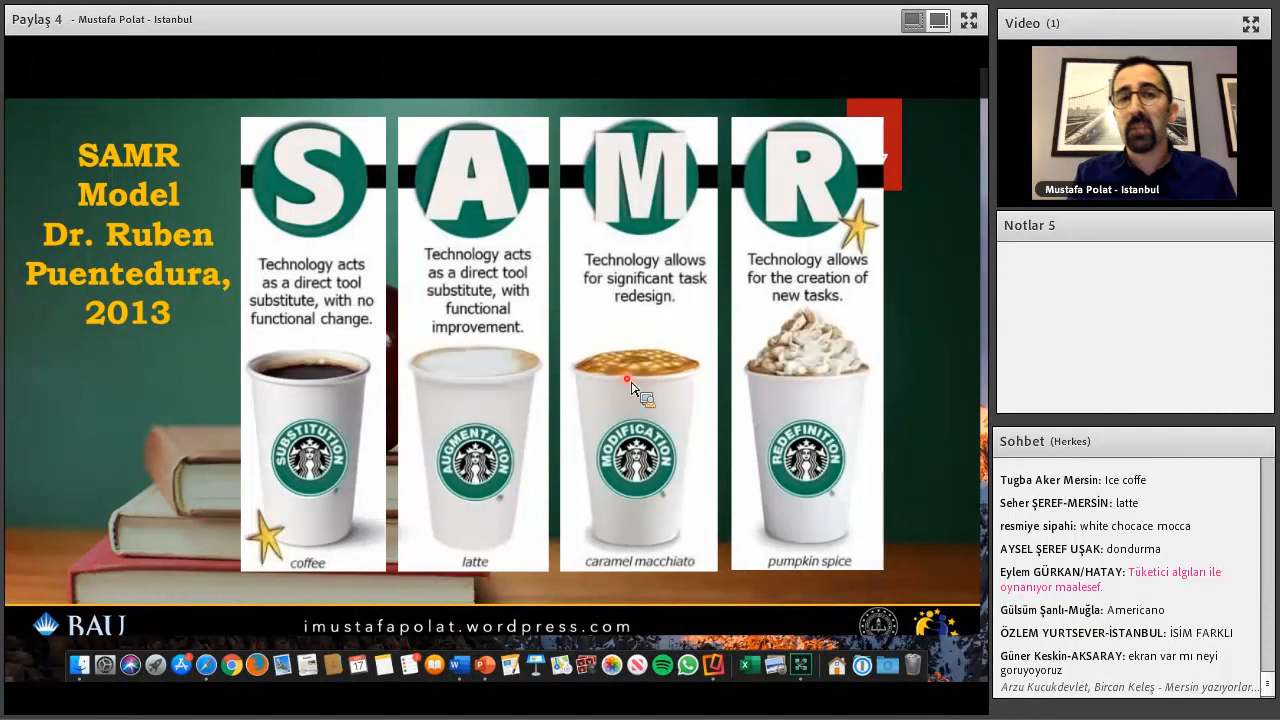 Paylaş 4 - Mustafa Polat - Istanbul
SAMR
Model
Dr. Ruben
Puentedura,
2013
S
Technology acts
as a direct tool
substitute, with no
functional change.
SUBSTITUTION
coffee
A
Technology acts
as a direct tool
substitute, with
functional
improvement.
AUGMENTATION
latte
M
Technology allows
for significant task
redesign.
MODIFICATION
caramel macchiato
R
Technology allows
for the creation of
new tasks.
REDEFINITION
pumpkin spice
BAU
imustafapolat.wordpress.com
17
Video (1)
Mustafa Polat - Istanbul
Notlar 5
Sohbet (Herkes)
Tugba Aker Mersin: Ice coffe
Seher ŞEREF-MERSİN: latte
resmiye sipahi: white chocace mocca
AYSEL ŞEREF UŞAK: dondurma
Eylem GÜRKAN/HATAY: Tüketici algıları ile
oynanıyor maalesef.
Gülsüm Şanlı-Muğla: Americano
ÖZLEM YURTSEVER-İSTANBUL: İSİM FARKLI
Güner Keskin-AKSARAY: ekran var mı neyi
goruyoyoruz
Arzu Kucukdevlet, Bircan Keleş - Mersin yazıyorlar...